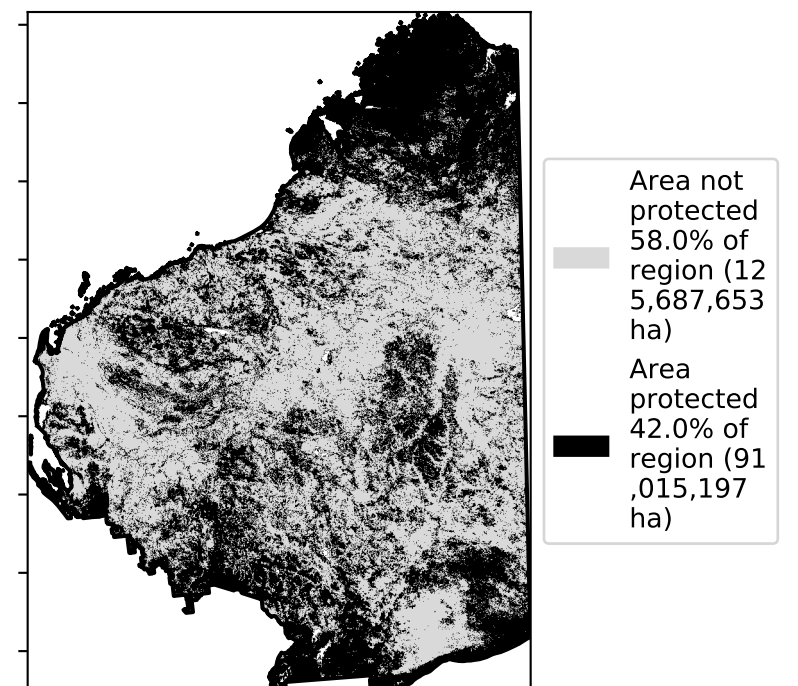 Area not
protected
58.0% of
region (12
5,687,653
ha)
Area
protected
42.0% of
region (91
,015,197
ha)